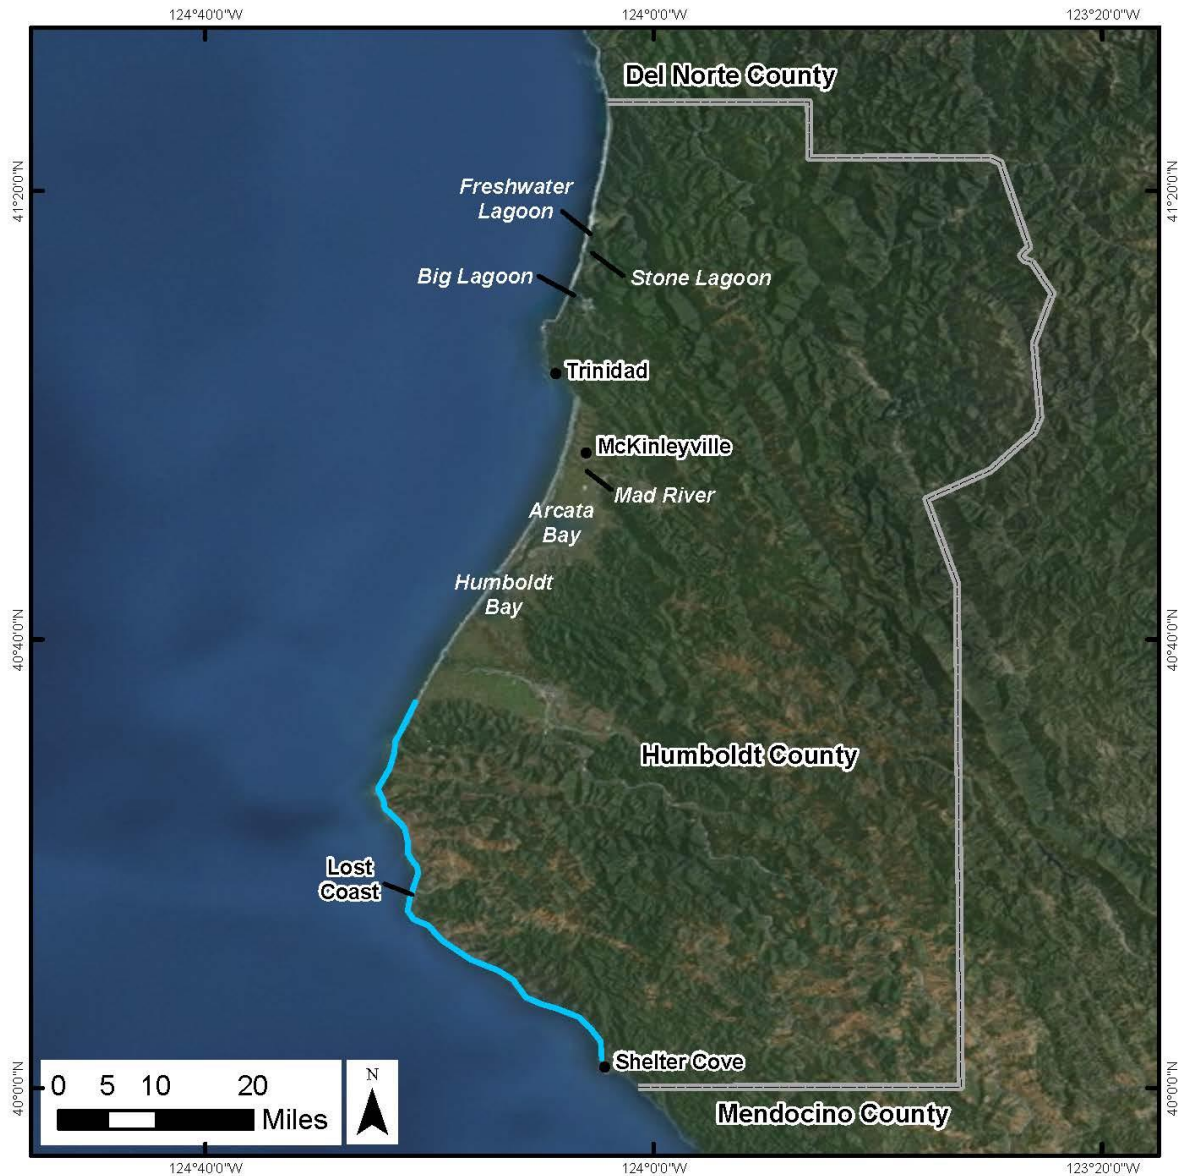 124°40'0"W
124°0'0"W
123°20'0"W
Del Norte County
41°20'0"N
41°20'0"N
Freshwater
Lagoon
Big Lagoon
Stone Lagoon
Trinidad
McKinleyville
Mad River
Arcata
Bay
Humboldt
Bay
40°40'0"N
40°40'0"N
Humboldt County
Lost
Coast
Shelter Cove
40°0'0"N
40°0'0"N
Mendocino County
0 5 10 20
Miles
N
124°40'0"W
124°0'0"W
123°20'0"W